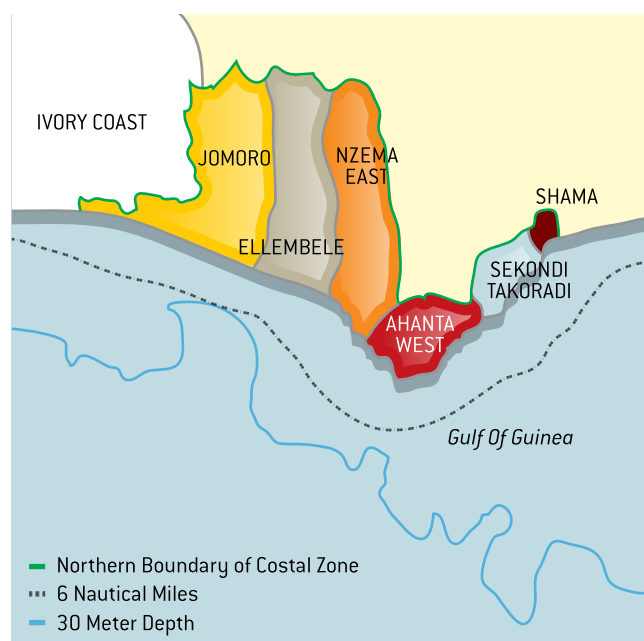 IVORY COAST
JOMORO
NZEMA
EAST
SHAMA
ELLEMBELE
SEKONDI
TAKORADI
AHANTA
WEST
Gulf Of Guinea
Northern Boundary of Costal Zone
6 Nautical Miles
30 Meter Depth